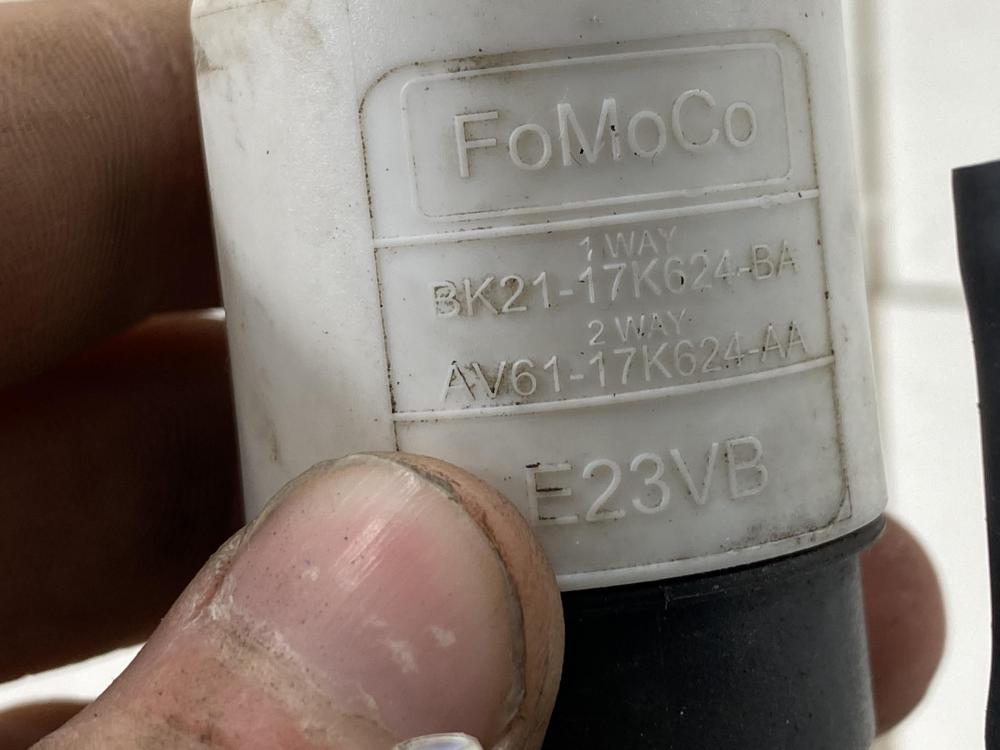 FoMoCo
1 WAY
BK21-17K624-BA
2 WAY
AV61-17K624-AA
E23VB